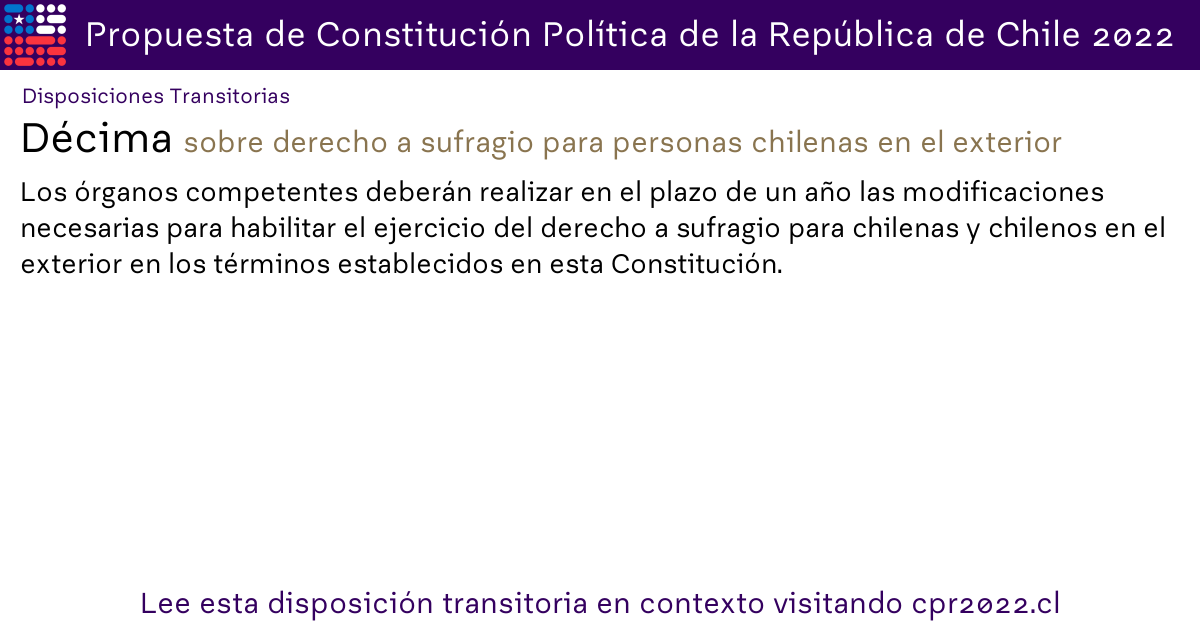 Propuesta de Constitución Política de la República de Chile 2022
Disposiciones Transitorias
Décima sobre derecho a sufragio para personas chilenas en el exterior
Los órganos competentes deberán realizar en el plazo de un año las modificaciones
necesarias para habilitar el ejercicio del derecho a sufragio para chilenas y chilenos en el
exterior en los términos establecidos en esta Constitución.
Lee esta disposición transitoria en contexto visitando cpr2022.cl